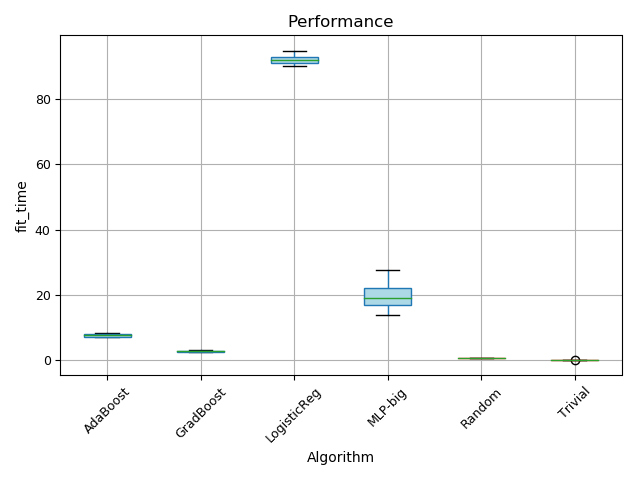 Performance
fit_time
80
60
40
20
0
AdaBoost
GradBoost
LogisticReg
MLP-big
Random
Trivial
Algorithm